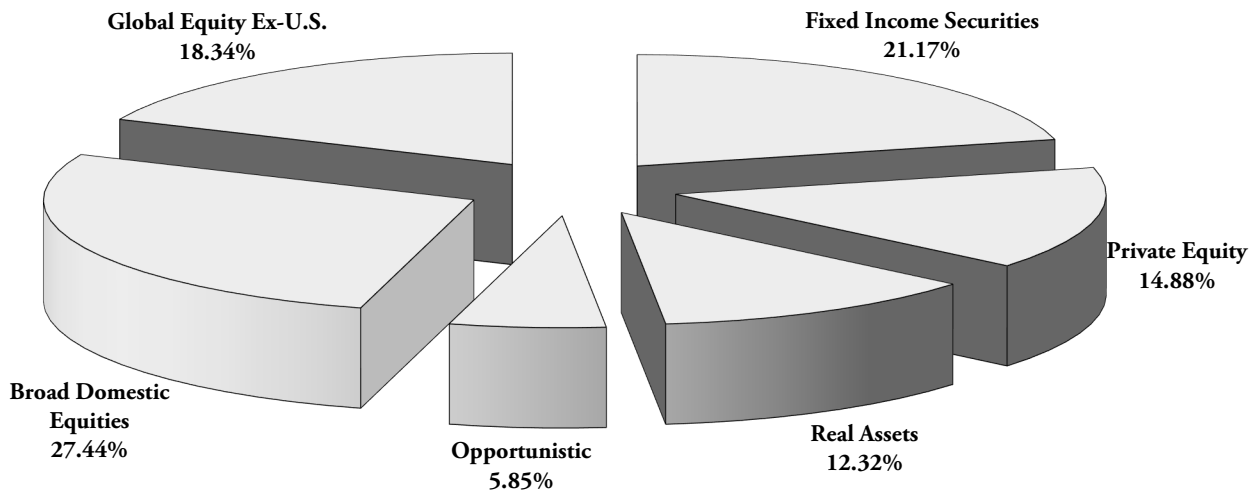 Global Equity Ex-U.S.
18.34%
Fixed Income Securities
21.17%
Private Equity
14.88%
Broad Domestic
Equities
27.44%
Opportunistic
5.85%
Real Assets
12.32%